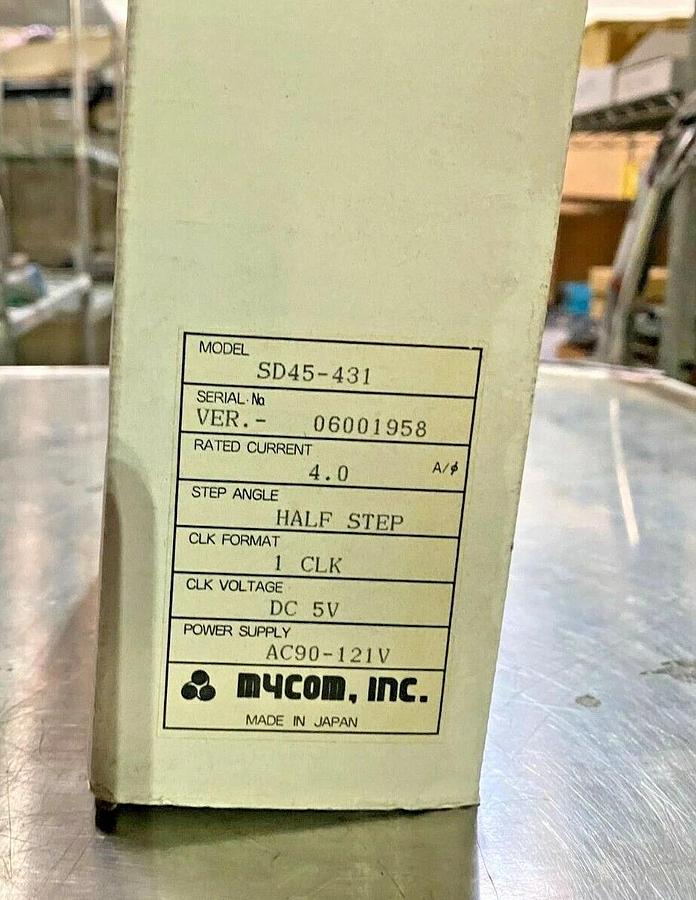 MODEL
SD45-431
SERIAL·No
VER.- 06001958
RATED CURRENT
4.0 A/ϕ
STEP ANGLE
HALF STEP
CLK FORMAT
1 CLK
CLK VOLTAGE
DC 5V
POWER SUPPLY
AC90-121V
MYCOM, INC.
MADE IN JAPAN